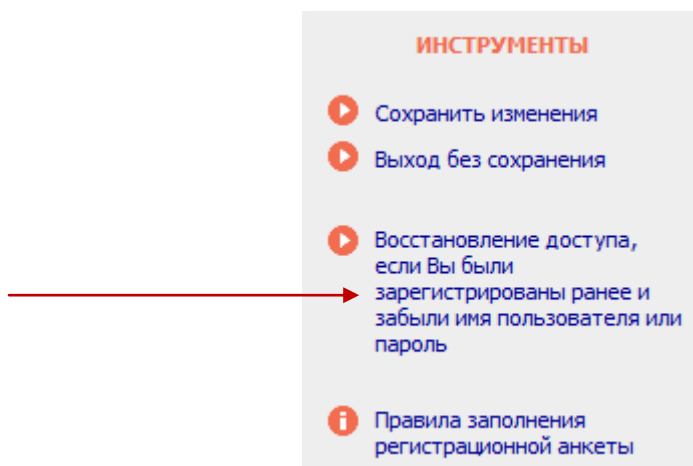 ИНСТРУМЕНТЫ
Сохранить изменения
Выход без сохранения
Восстановление доступа,
если Вы были
зарегистрированы ранее и
забыли имя пользователя или
пароль
Правила заполнения
регистрационной анкеты